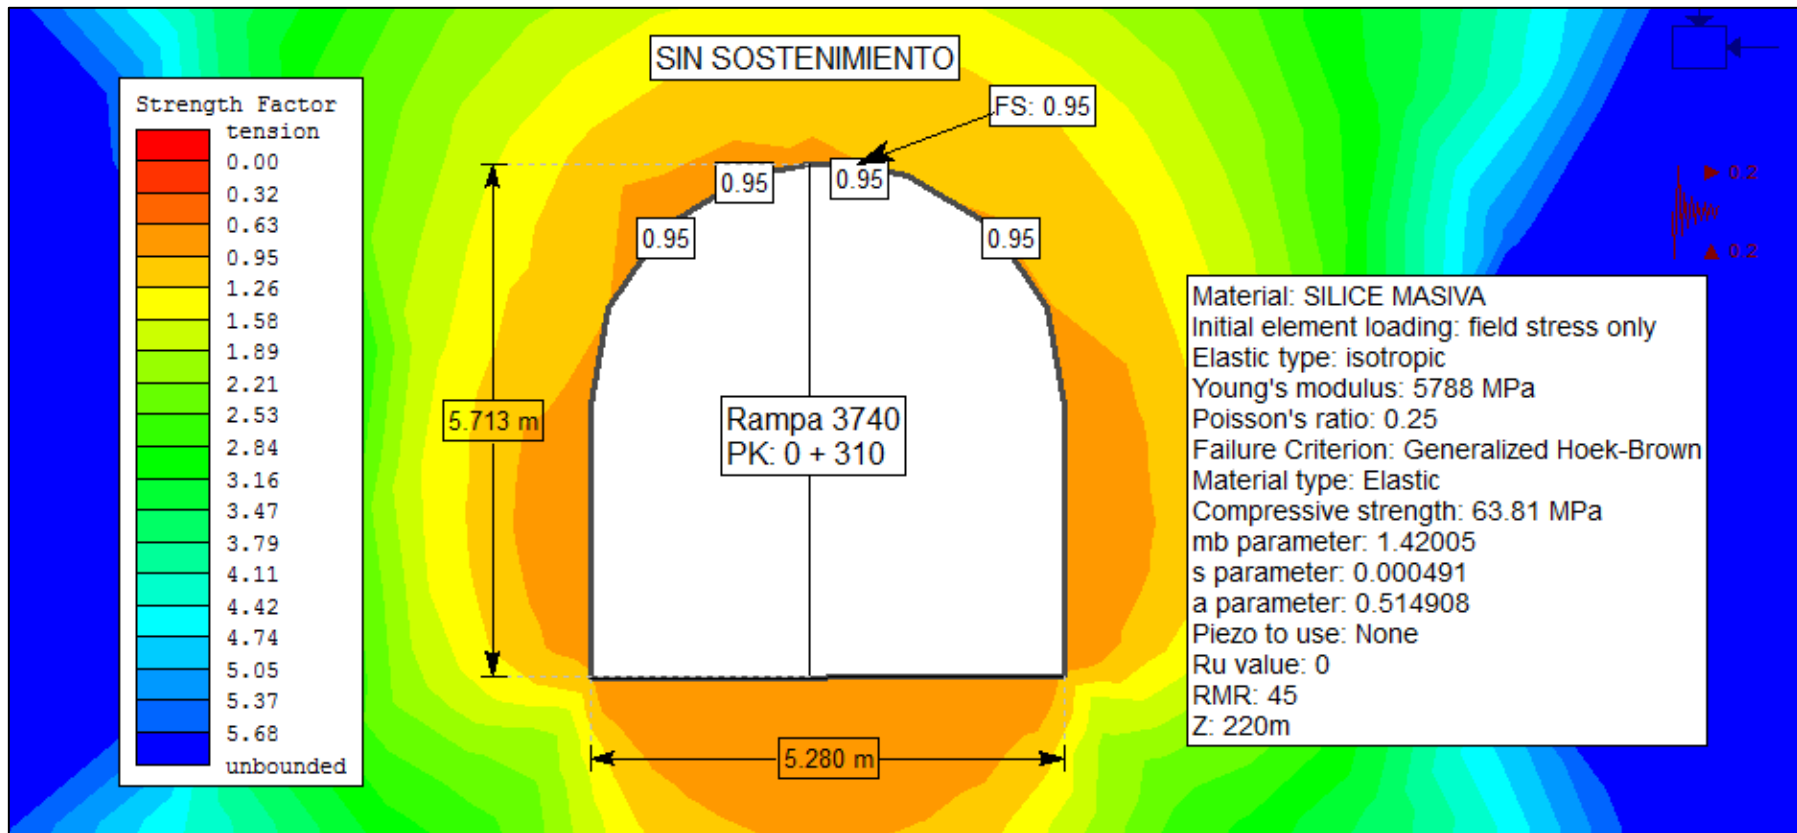 SIN SOSTENIMIENTO
Strength Factor
tension
0.00
0.32
0.63
0.95
1.26
1.58
1.89
2.21
2.53
2.84
3.16
3.47
3.79
4.11
4.42
4.74
5.05
5.37
5.68
unbounded
FS: 0.95
0.95
0.95
0.95
0.95
5.713 m
Rampa 3740
PK: 0 + 310
5.280 m
0.2
0.2
Material: SILICE MASIVA
Initial element loading: field stress only
Elastic type: isotropic
Young's modulus: 5788 MPa
Poisson's ratio: 0.25
Failure Criterion: Generalized Hoek-Brown
Material type: Elastic
Compressive strength: 63.81 MPa
mb parameter: 1.42005
s parameter: 0.000491
a parameter: 0.514908
Piezo to use: None
Ru value: 0
RMR: 45
Z: 220m